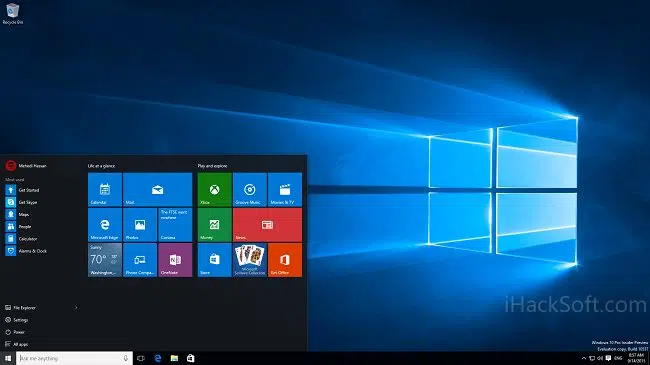 Recycle Bin
Mehedi Hassan
Most used
Get Started
Get Skype
Maps
People
Calculator
Alarms & Clock
File Explorer
Settings
Power
All apps
Life at a glance
Calendar
Mail
Microsoft Edge
Photos
The FTSE went
nowhere
Cortana
Sunny
70°
Washington,...
Phone Compa...
OneNote
Play and explore
Xbox
Groove Music
Movies & TV
Money
News
Store
Microsoft
Solitaire Collection
Get Office
iHackSoft.com
Windows 10 Pro Insider Preview
Evaluation copy. Build 10537
Ask me anything
ENG
8:57 AM
9/14/2015